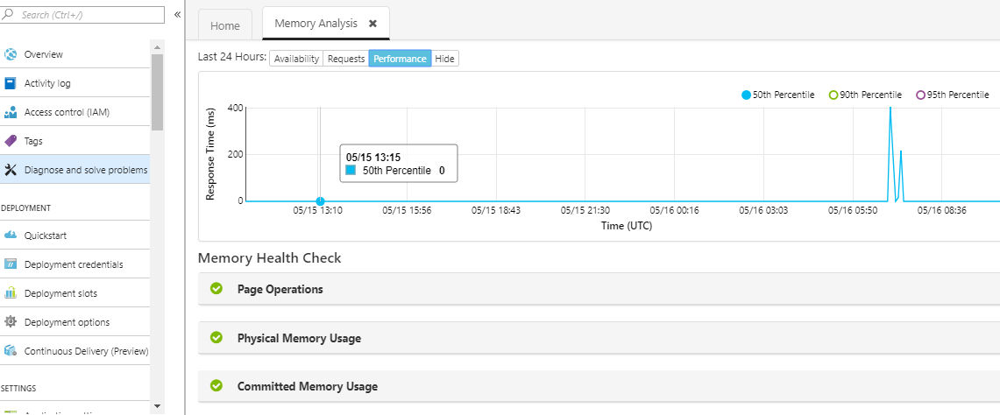 Search (Ctrl+/)
«
Overview
Activity log
Access control (IAM)
Tags
Diagnose and solve problems
DEPLOYMENT
Quickstart
Deployment credentials
Deployment slots
Deployment options
Continuous Delivery (Preview)
SETTINGS
Home
Memory Analysis
Last 24 Hours: Availability Requests Performance Hide
50th Percentile 90th Percentile 95th Percentile
Response Time (ms)
400
200
0
05/15 13:15
50th Percentile 0
05/15 13:10 05/15 15:56 05/15 18:43 05/15 21:30 05/16 00:16 05/16 03:03 05/16 05:50 05/16 08:36
Time (UTC)
Memory Health Check
Page Operations
Physical Memory Usage
Committed Memory Usage